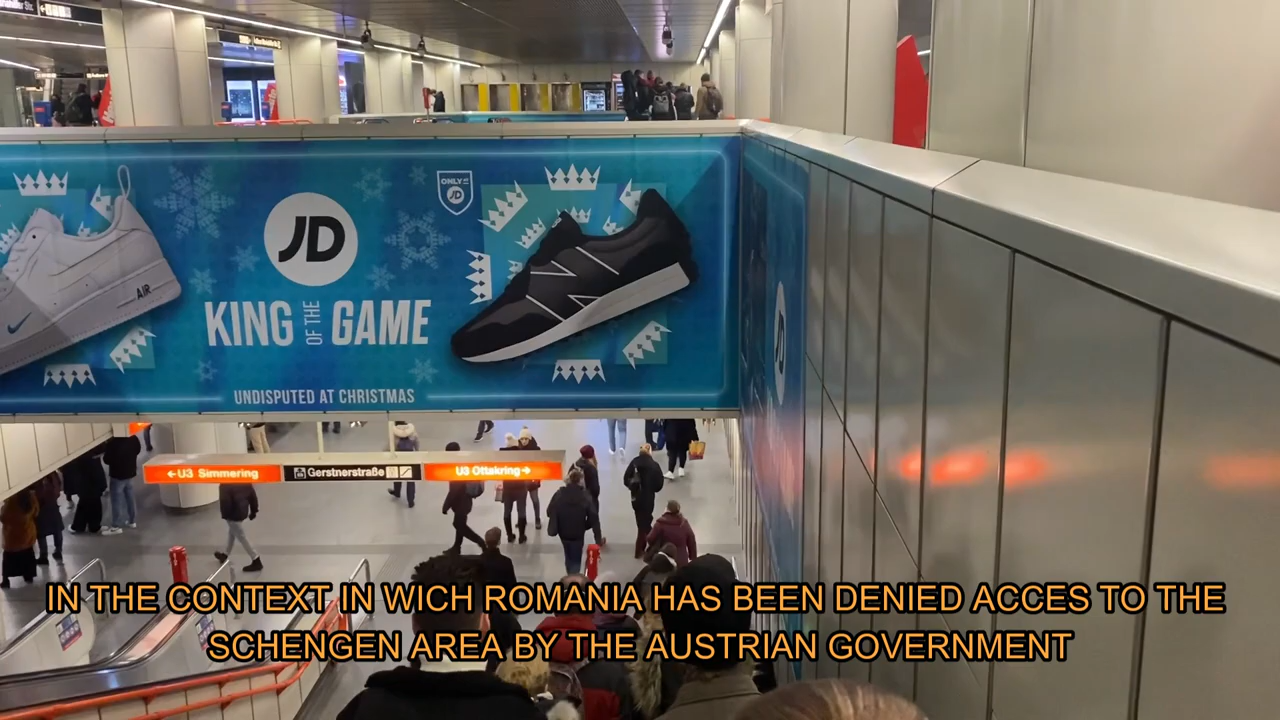 ONLY AT
JD
JD
KING OF THE GAME
AIR
UNDISPUTED AT CHRISTMAS
JD
←U3 Simmering
Gerstnerstraße
U3 Ottakring→
IN THE CONTEXT IN WICH ROMANIA HAS BEEN DENIED ACCES TO THE
SCHENGEN AREA BY THE AUSTRIAN GOVERNMENT